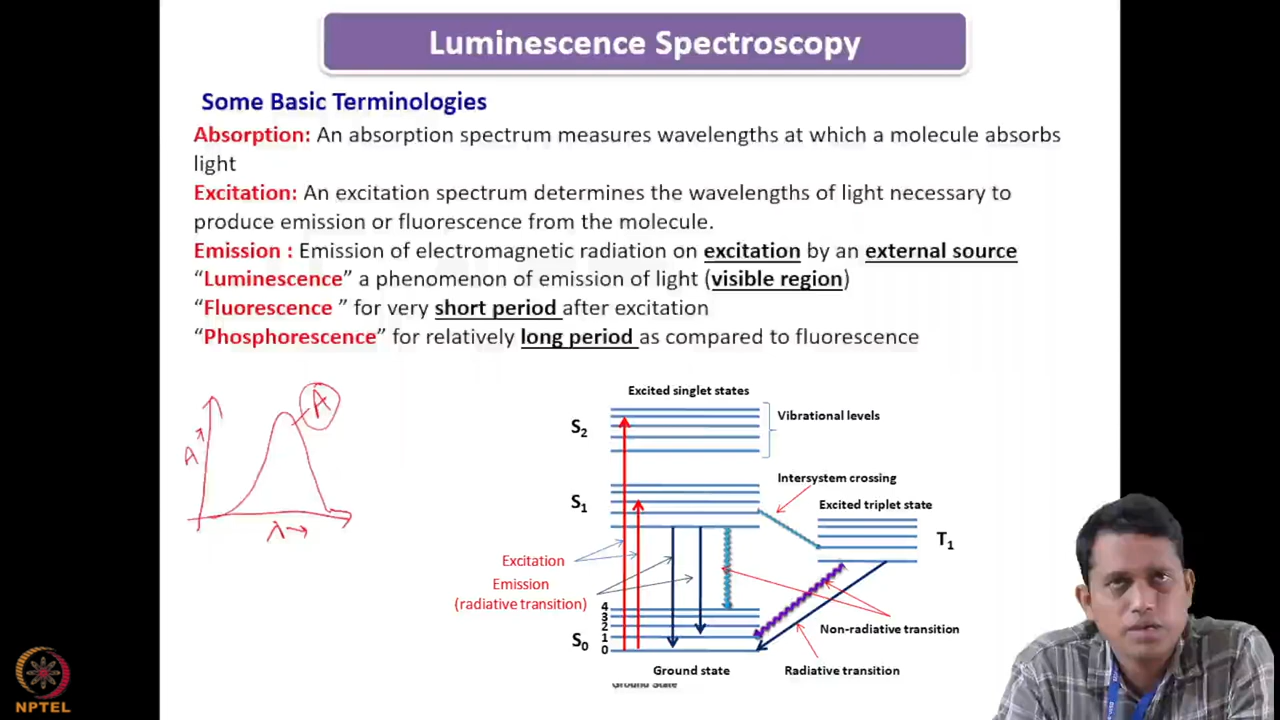 Luminescence Spectroscopy
Some Basic Terminologies
Absorption: An absorption spectrum measures wavelengths at which a molecule absorbs
light
Excitation: An excitation spectrum determines the wavelengths of light necessary to
produce emission or fluorescence from the molecule.
Emission : Emission of electromagnetic radiation on excitation by an external source
“Luminescence” a phenomenon of emission of light (visible region)
“Fluorescence ” for very short period after excitation
“Phosphorescence” for relatively long period as compared to fluorescence
A
A →
λ →
Excited singlet states
S2
Vibrational levels
S1
Intersystem crossing
Excited triplet state
T1
Excitation
Emission
(radiative transition)
4
3
2
1
0
S0
Non-radiative transition
Ground state
Radiative transition
Ground State
NPTEL